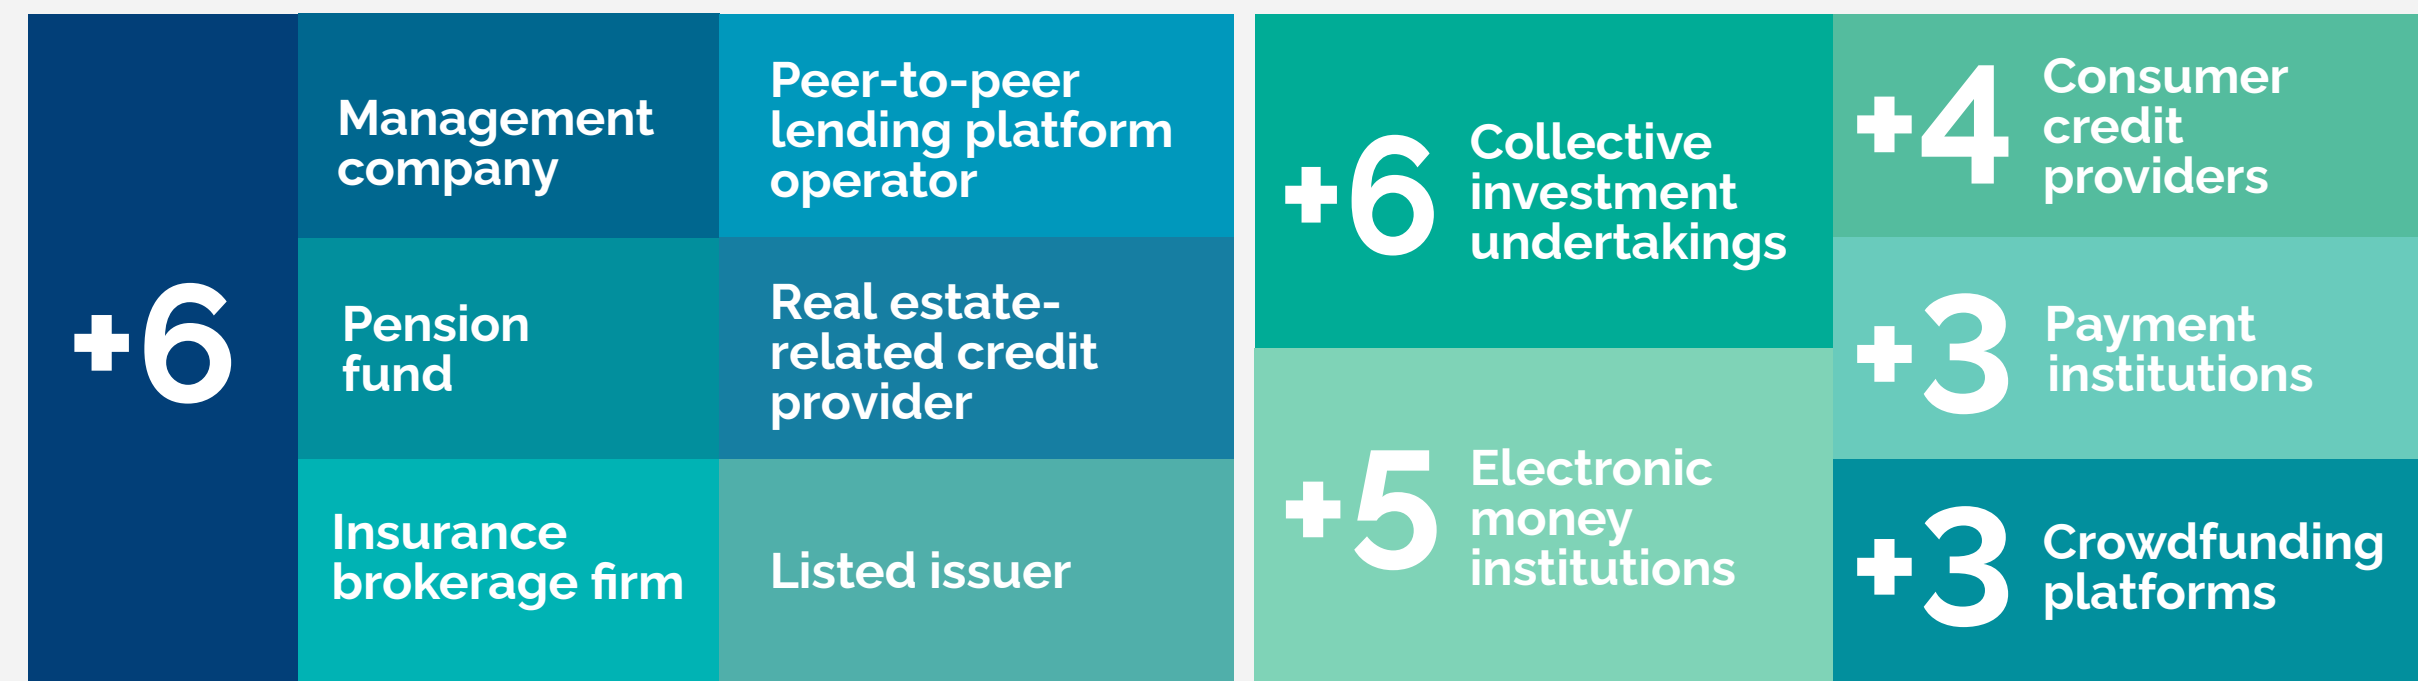 +6
Management
company
Peer-to-peer
lending platform
operator
Pension
fund
Real estate-
related credit
provider
Insurance
brokerage firm
Listed issuer
+6
Collective
investment
undertakings
+5
Electronic
money
institutions
+4
Consumer
credit
providers
+3
Payment
institutions
+3
Crowdfunding
platforms